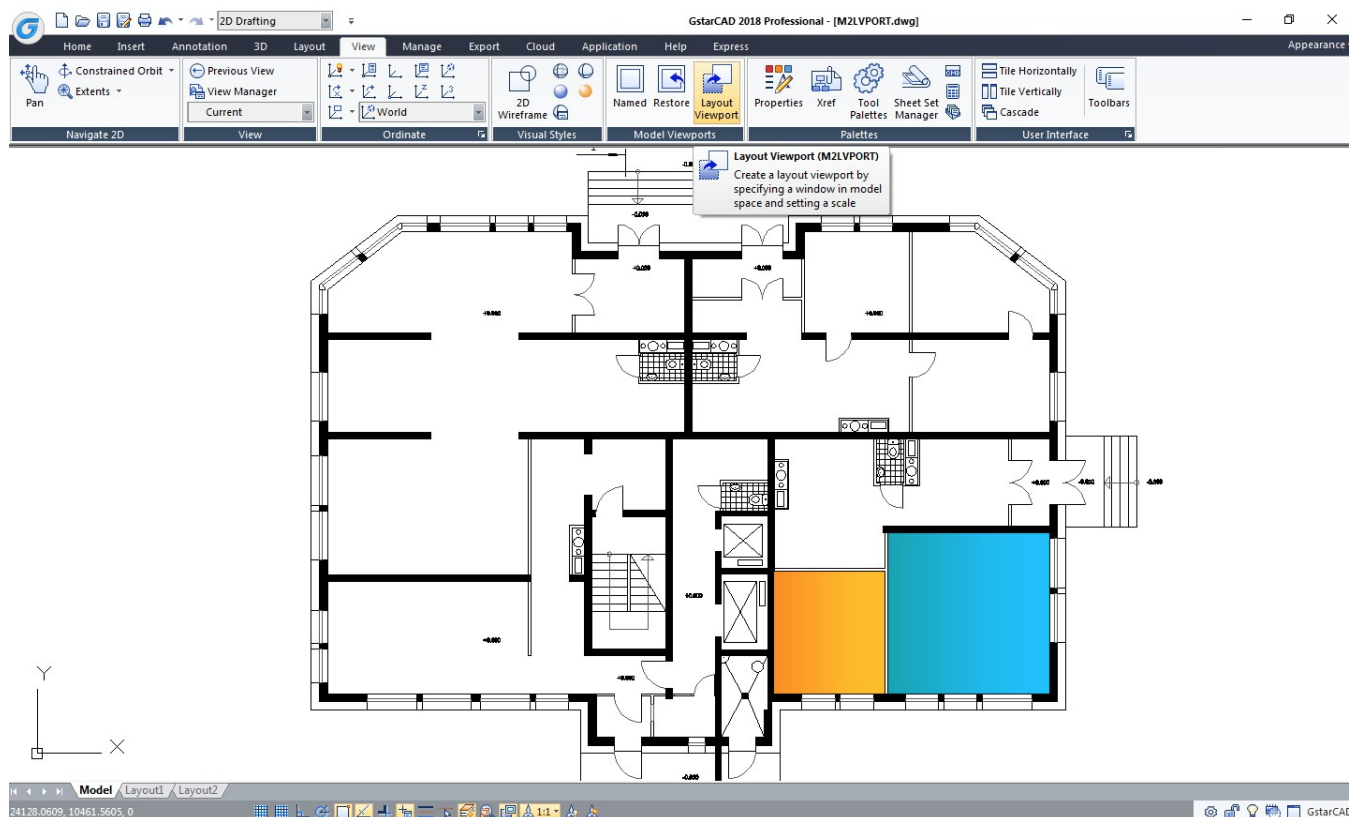 2D Drafting
GstarCAD 2018 Professional - [M2LVPORT.dwg]
Home Insert Annotation 3D Layout View Manage Export Cloud Application Help Express
Appearance
Pan
Constrained Orbit
Extents
Navigate 2D
Previous View
View Manager
Current
View
World
Ordinate
2D
Wireframe
Visual Styles
Named Restore Layout
Viewport
Model Viewports
Properties Xref Tool
Palettes Sheet Set
Manager
Palettes
Tile Horizontally
Tile Vertically
Cascade
Toolbars
User Interface
Layout Viewport (M2LVPORT)
Create a layout viewport by
specifying a window in model
space and setting a scale
Y
X
Model Layout1 Layout2
24128.0609, 10461.5605, 0
1:1
GstarCAD